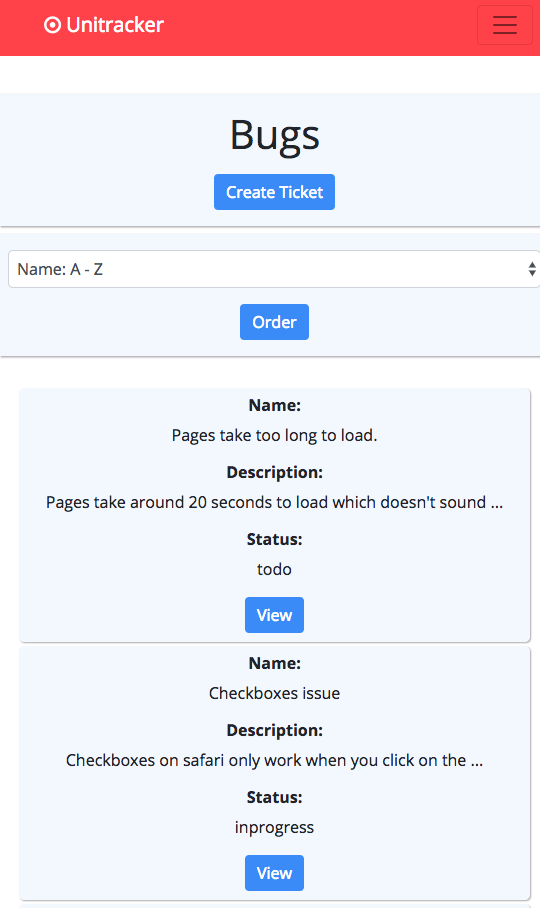 Unitracker
Bugs
Create Ticket
Name: A - Z
Order
Name:
Pages take too long to load.
Description:
Pages take around 20 seconds to load which doesn't sound ...
Status:
todo
View
Name:
Checkboxes issue
Description:
Checkboxes on safari only work when you click on the ...
Status:
inprogress
View